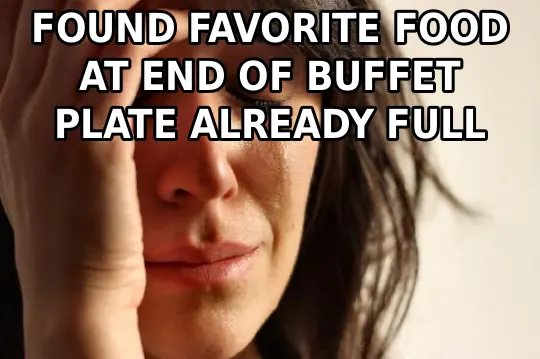 FOUND FAVORITE FOOD
AT END OF BUFFET
PLATE ALREADY FULL